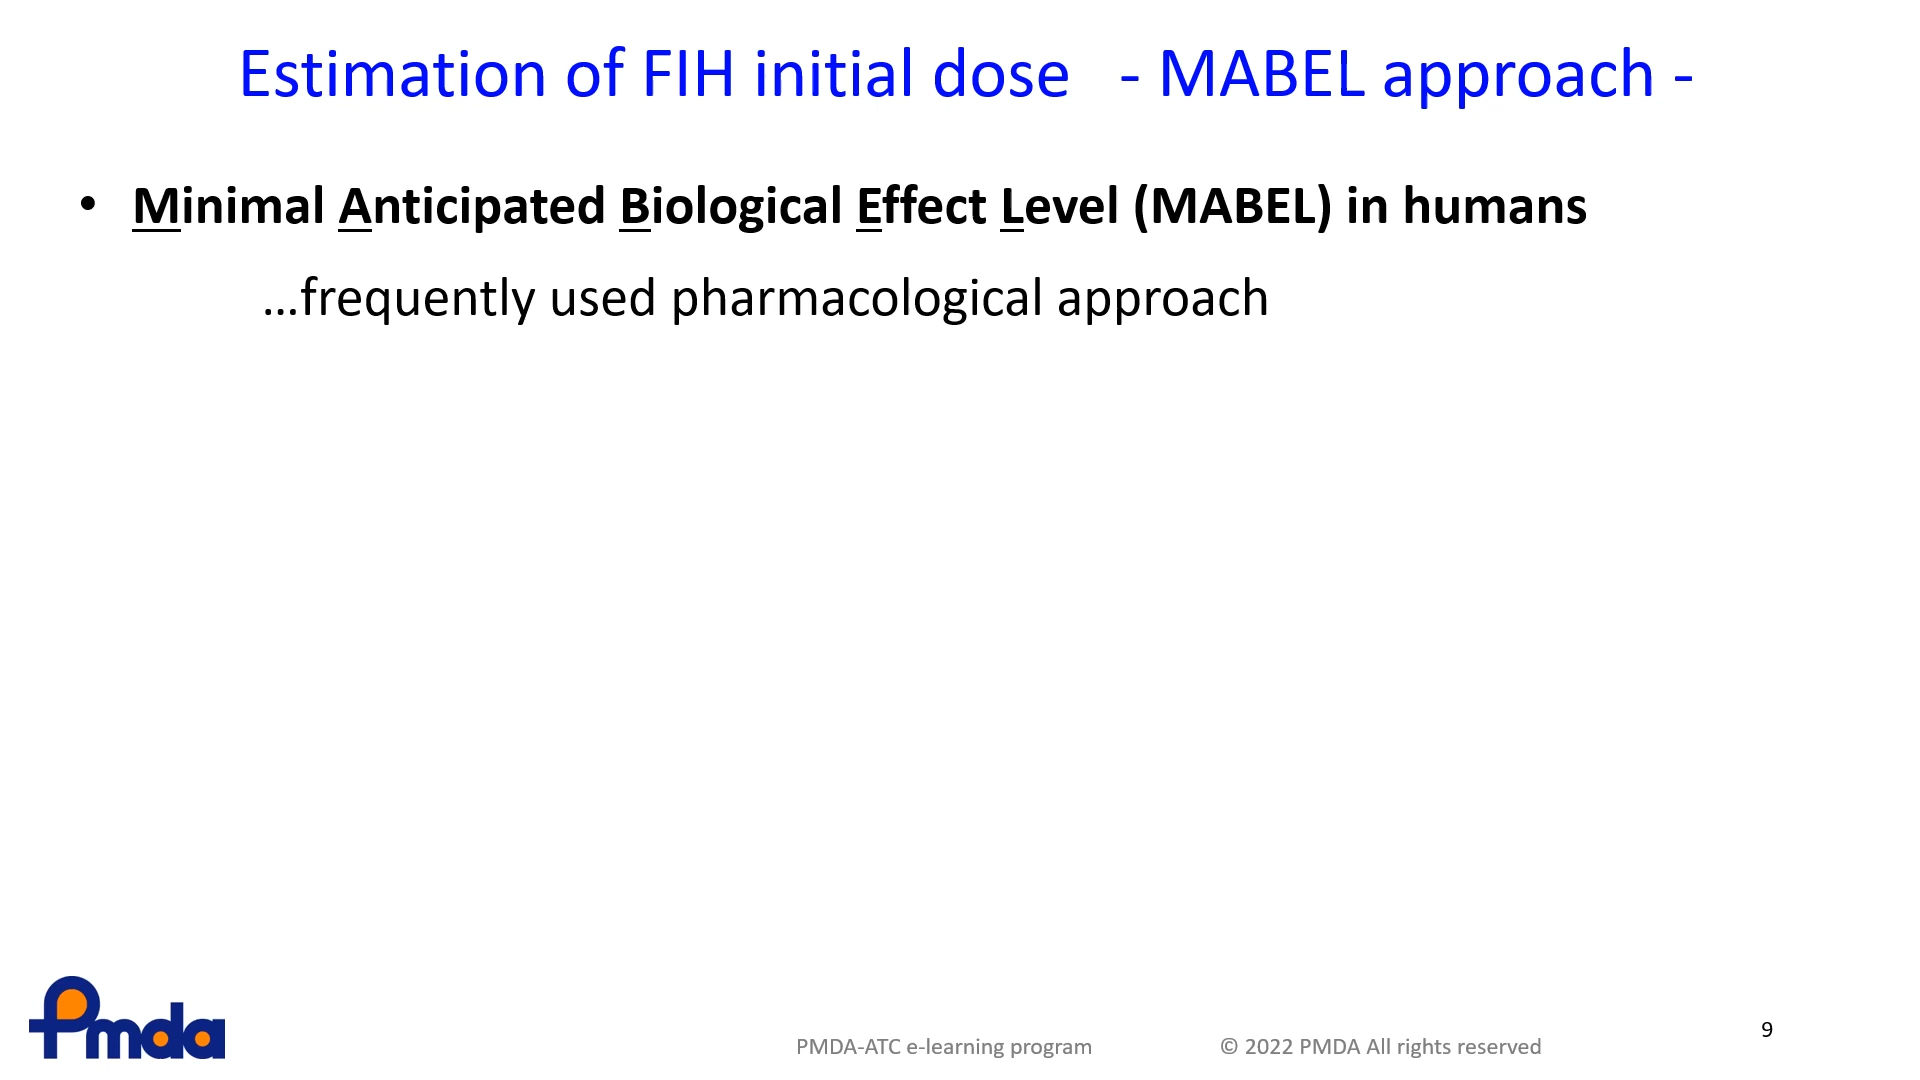 Estimation of FIH initial dose - MABEL approach -
• Minimal Anticipated Biological Effect Level (MABEL) in humans
…frequently used pharmacological approach
Pmda
PMDA-ATC e-learning program
© 2022 PMDA All rights reserved
9